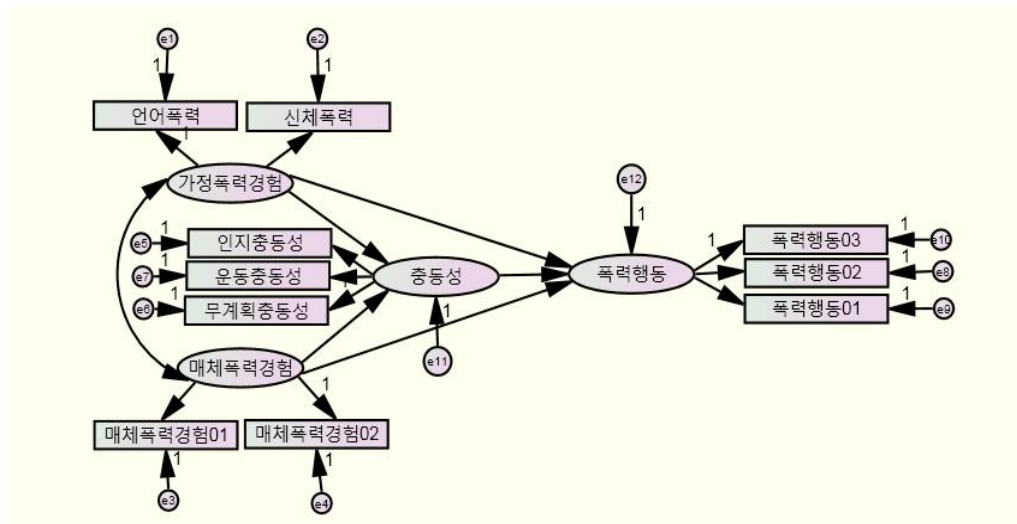 e1
e2
1
1
언어폭력
신체폭력
1
가정폭력경험
e12
1
e5
1
인지충동성
e7
1
운동충동성
e6
1
무계획충동성
1
충동성
폭력행동
1
폭력행동03
1
e10
폭력행동02
1
e8
폭력행동01
1
e9
1
e11
매체폭력경험
1
매체폭력경험01
매체폭력경험02
1
1
e3
e4